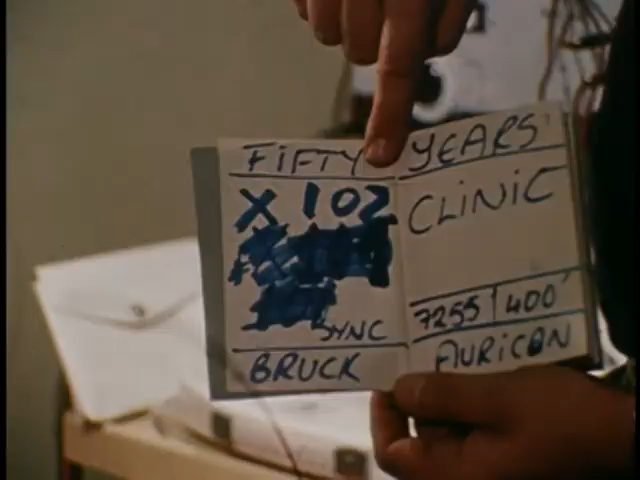 FIFTY YEARS'
X 102
CLINIC
SYNC
7255 400'
BRUCK
AURICON